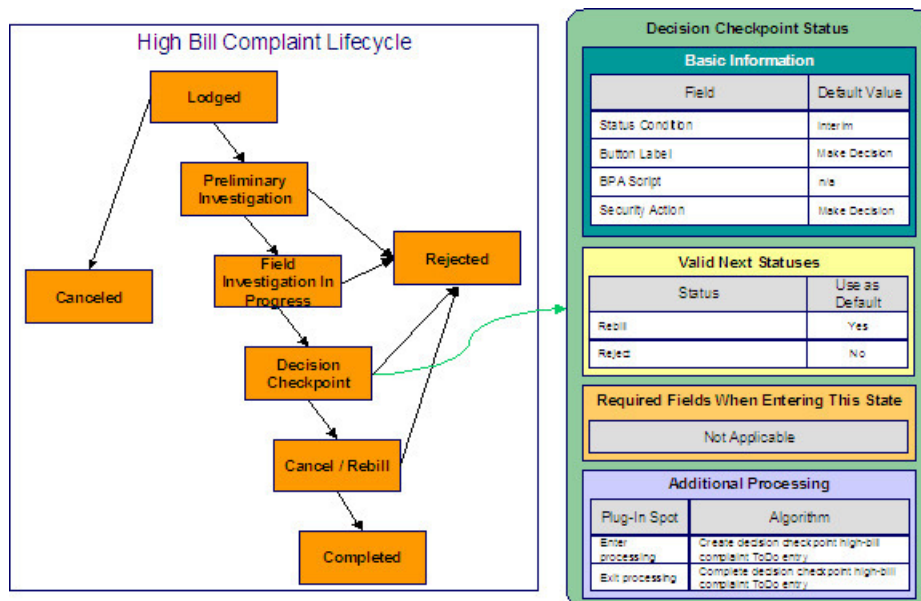 High Bill Complaint Lifecycle
Lodged
Preliminary
Investigation
Field
Investigation In
Progress
Rejected
Canceled
Decision
Checkpoint
Cancel / Rebill
Completed
Decision Checkpoint Status
Basic Information
Field Default Value
Status Condition Interim
Button Label Make Decision
BPA Script n/a
Security Action Make Decision
Valid Next Statuses
Status Use as
Default
Rebill Yes
Reject No
Required Fields When Entering This State
Not Applicable
Additional Processing
Plug-In Spot Algorithm
Enter Create decision checkpoint high-bill
processing complaint ToDo entry
Exit processing Complete decision checkpoint high-bill
complaint ToDo entry